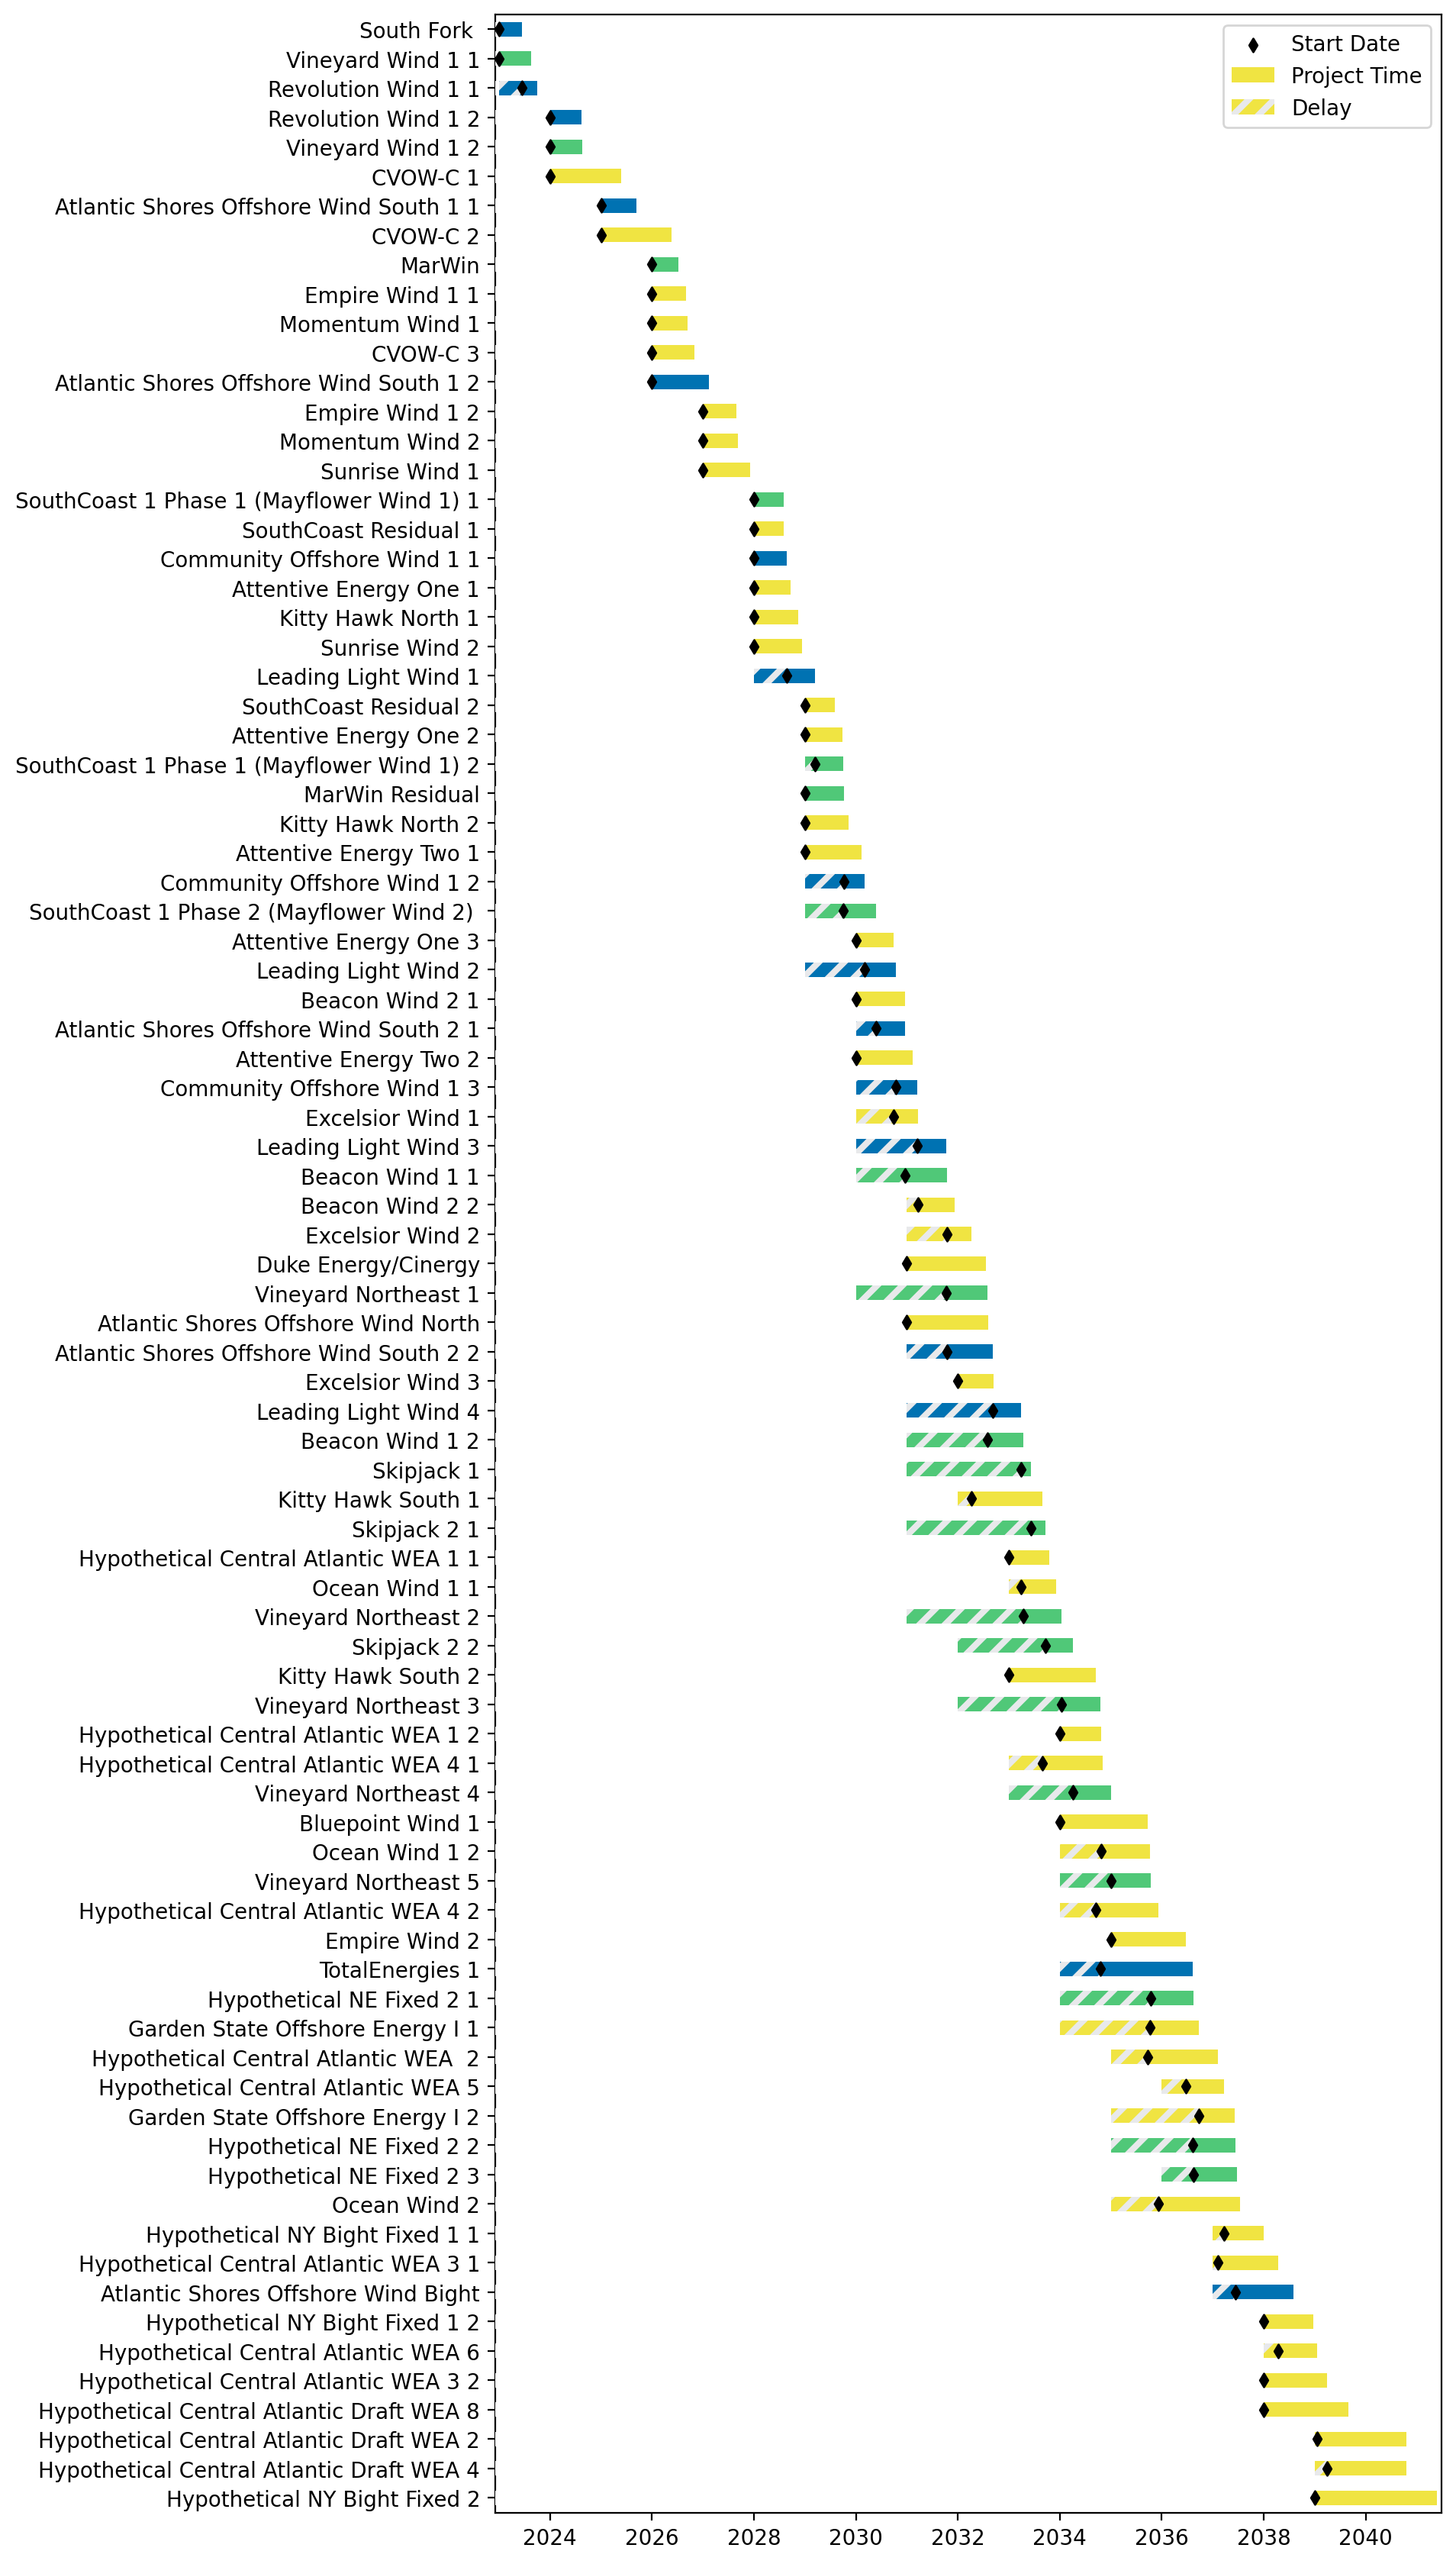 South Fork
Vineyard Wind 1 1
Revolution Wind 1 1
Revolution Wind 1 2
Vineyard Wind 1 2
CVOW-C 1
Atlantic Shores Offshore Wind South 1 1
CVOW-C 2
MarWin
Empire Wind 1 1
Momentum Wind 1
CVOW-C 3
Atlantic Shores Offshore Wind South 1 2
Empire Wind 1 2
Momentum Wind 2
Sunrise Wind 1
SouthCoast 1 Phase 1 (Mayflower Wind 1) 1
SouthCoast Residual 1
Community Offshore Wind 1 1
Attentive Energy One 1
Kitty Hawk North 1
Sunrise Wind 2
Leading Light Wind 1
SouthCoast Residual 2
Attentive Energy One 2
SouthCoast 1 Phase 1 (Mayflower Wind 1) 2
MarWin Residual
Kitty Hawk North 2
Attentive Energy Two 1
Community Offshore Wind 1 2
SouthCoast 1 Phase 2 (Mayflower Wind 2)
Attentive Energy One 3
Leading Light Wind 2
Beacon Wind 2 1
Atlantic Shores Offshore Wind South 2 1
Attentive Energy Two 2
Community Offshore Wind 1 3
Excelsior Wind 1
Leading Light Wind 3
Beacon Wind 1 1
Beacon Wind 2 2
Excelsior Wind 2
Duke Energy/Cinergy
Vineyard Northeast 1
Atlantic Shores Offshore Wind North
Atlantic Shores Offshore Wind South 2 2
Excelsior Wind 3
Leading Light Wind 4
Beacon Wind 1 2
Skipjack 1
Kitty Hawk South 1
Skipjack 2 1
Hypothetical Central Atlantic WEA 1 1
Ocean Wind 1 1
Vineyard Northeast 2
Skipjack 2 2
Kitty Hawk South 2
Vineyard Northeast 3
Hypothetical Central Atlantic WEA 1 2
Hypothetical Central Atlantic WEA 4 1
Vineyard Northeast 4
Bluepoint Wind 1
Ocean Wind 1 2
Vineyard Northeast 5
Hypothetical Central Atlantic WEA 4 2
Empire Wind 2
TotalEnergies 1
Hypothetical NE Fixed 2 1
Garden State Offshore Energy I 1
Hypothetical Central Atlantic WEA  2
Hypothetical Central Atlantic WEA 5
Garden State Offshore Energy I 2
Hypothetical NE Fixed 2 2
Hypothetical NE Fixed 2 3
Ocean Wind 2
Hypothetical NY Bight Fixed 1 1
Hypothetical Central Atlantic WEA 3 1
Atlantic Shores Offshore Wind Bight
Hypothetical NY Bight Fixed 1 2
Hypothetical Central Atlantic WEA 6
Hypothetical Central Atlantic WEA 3 2
Hypothetical Central Atlantic Draft WEA 8
Hypothetical Central Atlantic Draft WEA 2
Hypothetical Central Atlantic Draft WEA 4
Hypothetical NY Bight Fixed 2
Start Date
Project Time
Delay
2024 2026 2028 2030 2032 2034 2036 2038 2040